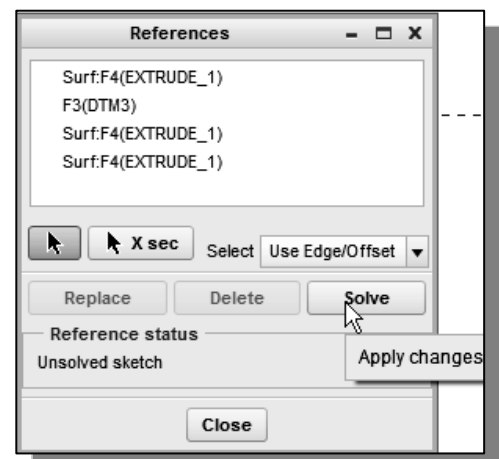 References
Surf:F4(EXTRUDE_1)
F3(DTM3)
Surf:F4(EXTRUDE_1)
Surf:F4(EXTRUDE_1)
X sec Select Use Edge/Offset
Replace Delete Solve
Reference status
Unsolved sketch
Apply changes
Close